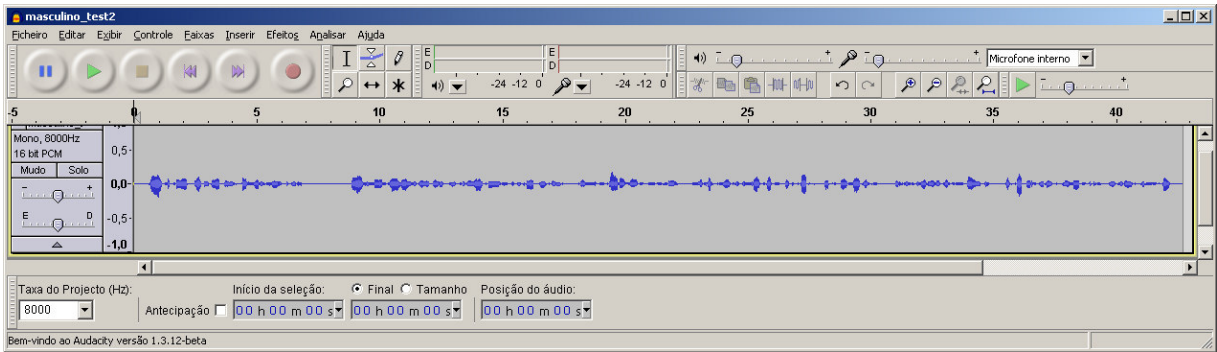 masculino_test2
Ficheiro Editar Exibir Controle Faixas Inserir Efeitos Analisar Ajuda
E
D
-24 -12 0
E
D
-24 -12 0
- +
- +
Microfone interno
- +
-5 0 5 10 15 20 25 30 35 40
Mono, 8000Hz
16 bit PCM
Mudo Solo
- +
E D
0,5
0,0
-0,5
-1,0
Taxa do Projecto (Hz): Início da seleção: Final Tamanho Posição do áudio:
8000 Antecipação 00 h 00 m 00 s 00 h 00 m 00 s 00 h 00 m 00 s
Bem-vindo ao Audacity versão 1.3.12-beta